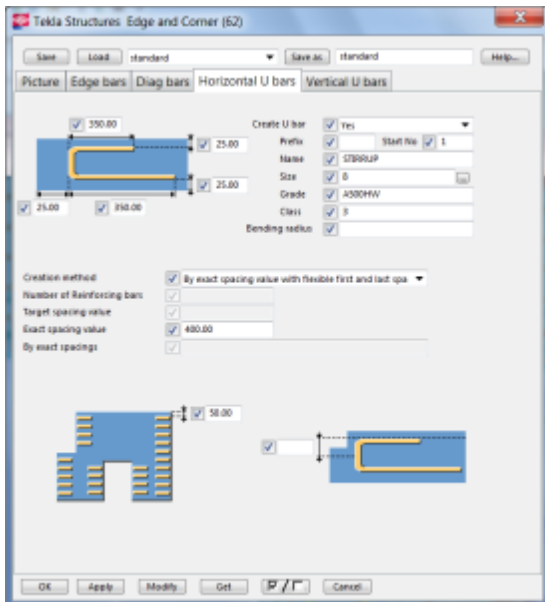 Tekla Structures Edge and Corner (62)
Save Load standard Save as standard Help...
Picture Edge bars Diag bars Horizontal U bars Vertical U bars
350.00 Create U bar Yes
25.00 Prefix Start No 1
Name STIRRUP
25.00 Size 8
Grade A500HW
25.00 350.00 Class 3
Bending radius
Creation method By exact spacing value with flexible first and last spa
Number of Reinforcing bars
Target spacing value
Exact spacing value 400.00
By exact spacings
50.00
OK Apply Modify Get / Cancel